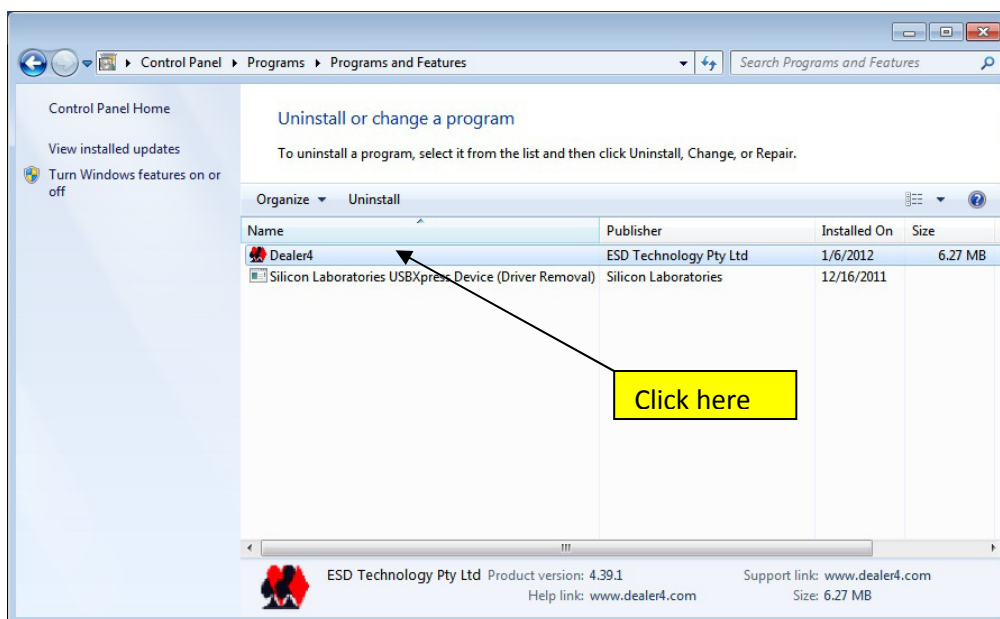 Control Panel ▸ Programs ▸ Programs and Features
Search Programs and Features
Control Panel Home
View installed updates
Turn Windows features on or
off
Uninstall or change a program
To uninstall a program, select it from the list and then click Uninstall, Change, or Repair.
Organize Uninstall
Name Publisher Installed On Size
Dealer4 ESD Technology Pty Ltd 1/6/2012 6.27 MB
Silicon Laboratories USBXpress Device (Driver Removal) Silicon Laboratories 12/16/2011
Click here
ESD Technology Pty Ltd Product version: 4.39.1 Support link: www.dealer4.com
Help link: www.dealer4.com Size: 6.27 MB